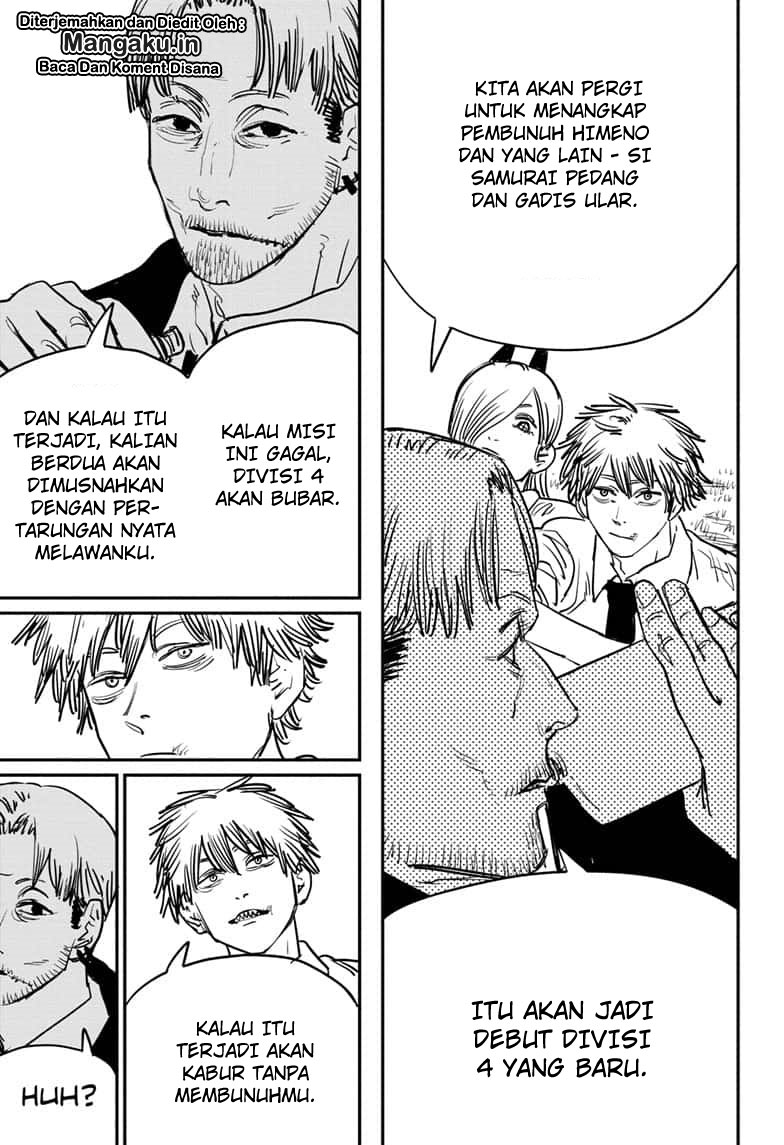 Diterjemahkan dan Diedit Oleh :
Mangaku.in
Baca Dan Koment Disana
KITA AKAN PERGI
UNTUK MENANGKAP
PEMBUNUH HIMENO
DAN YANG LAIN - SI
SAMURAI PEDANG
DAN GADIS ULAR.
ITU AKAN JADI
DEBUT DIVISI
4 YANG BARU.
KALAU MISI
INI GAGAL,
DIVISI 4
AKAN BUBAR.
DAN KALAU ITU
TERJADI, KALIAN
BERDUA AKAN
DIMUSNAHKAN
DENGAN PER-
TARUNGAN NYATA
MELAWANKU.
KALAU ITU
TERJADI AKAN
KABUR TANPA
MEMBUNUHMU.
HUH?